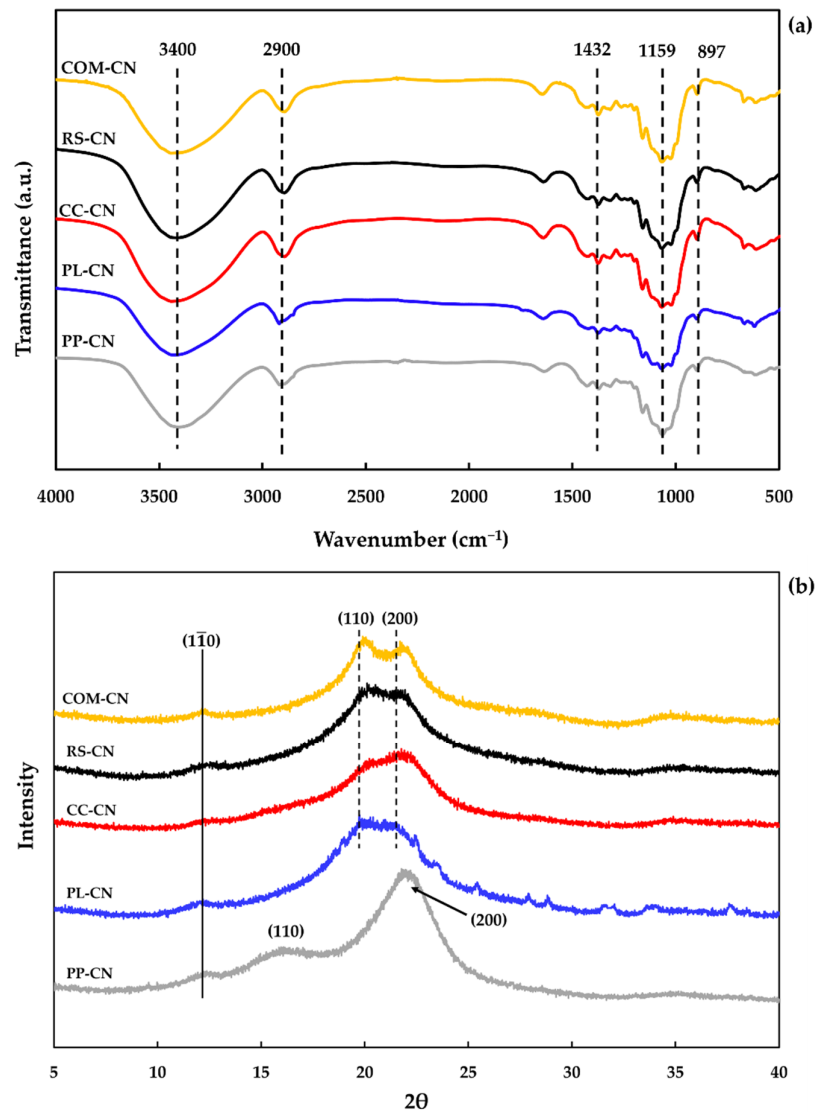 (a)
3400 2900 1432 1159 897
COM-CN
RS-CN
CC-CN
PL-CN
PP-CN
Transmittance (a.u.)
4000 3500 3000 2500 2000 1500 1000 500
Wavenumber (cm⁻¹)
(b)
(11̅0) (110) (200)
COM-CN
RS-CN
CC-CN
PL-CN
(200)
(110)
PP-CN
Intensity
5 10 15 20 25 30 35 40
2θ